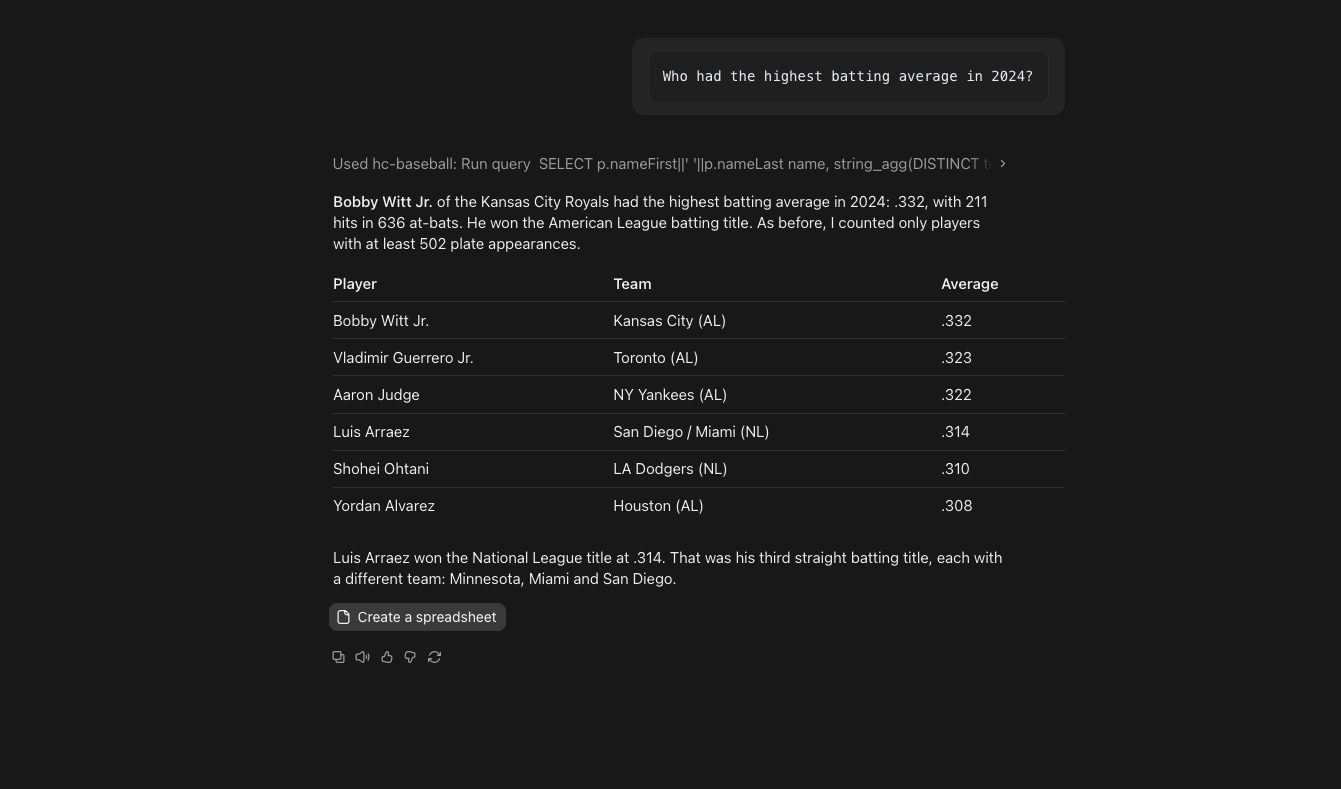 Who had the highest batting average in 2024?
Used hc-baseball: Run query SELECT p.nameFirst||' '||p.nameLast name, string_agg(DISTINCT
Bobby Witt Jr. of the Kansas City Royals had the highest batting average in 2024: .332, with 211
hits in 636 at-bats. He won the American League batting title. As before, I counted only players
with at least 502 plate appearances.
Player Team Average
Bobby Witt Jr. Kansas City (AL) .332
Vladimir Guerrero Jr. Toronto (AL) .323
Aaron Judge NY Yankees (AL) .322
Luis Arraez San Diego / Miami (NL) .314
Shohei Ohtani LA Dodgers (NL) .310
Yordan Alvarez Houston (AL) .308
Luis Arraez won the National League title at .314. That was his third straight batting title, each with
a different team: Minnesota, Miami and San Diego.
Create a spreadsheet